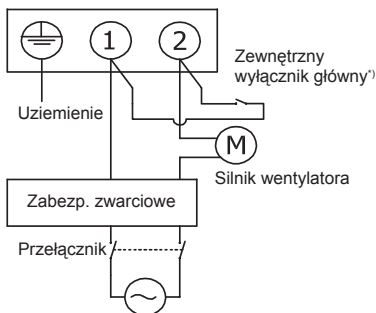 1
2
Zewnętrzny
wyłącznik główny*)
Uziemienie
M
Silnik wentylatora
Zabezp. zwarciowe
Przełącznik